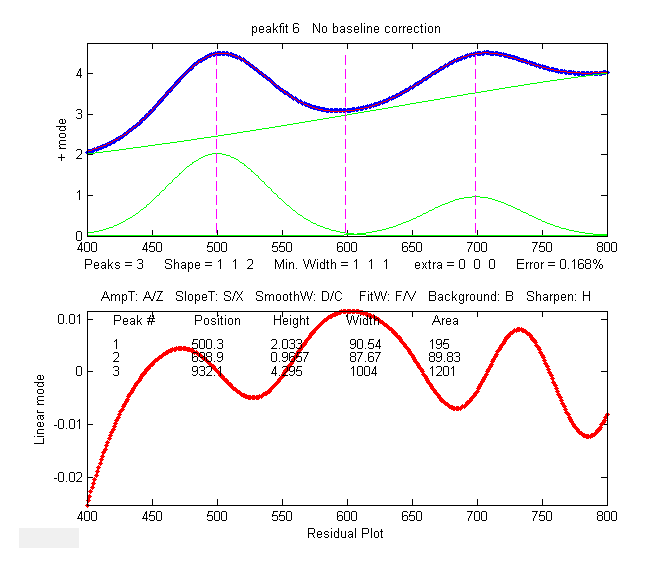 peakfit 6   No baseline correction
4
3
2
1
0
+ mode
400 450 500 550 600 650 700 750 800
Peaks = 3   Shape = 1 1 2   Min. Width = 1 1 1   extra = 0 0 0   Error = 0.168%
AmpT: A/Z   SlopeT: S/X   SmoothW: D/C   FitW: F/V   Background: B   Sharpen: H
0.01
0
-0.01
-0.02
Linear mode
Peak #   Position   Height   Width   Area
1   500.3   2.033   90.54   195
2   698.9   0.9657   87.67   89.83
3   932.1   4.295   1004   1201
400 450 500 550 600 650 700 750 800
Residual Plot